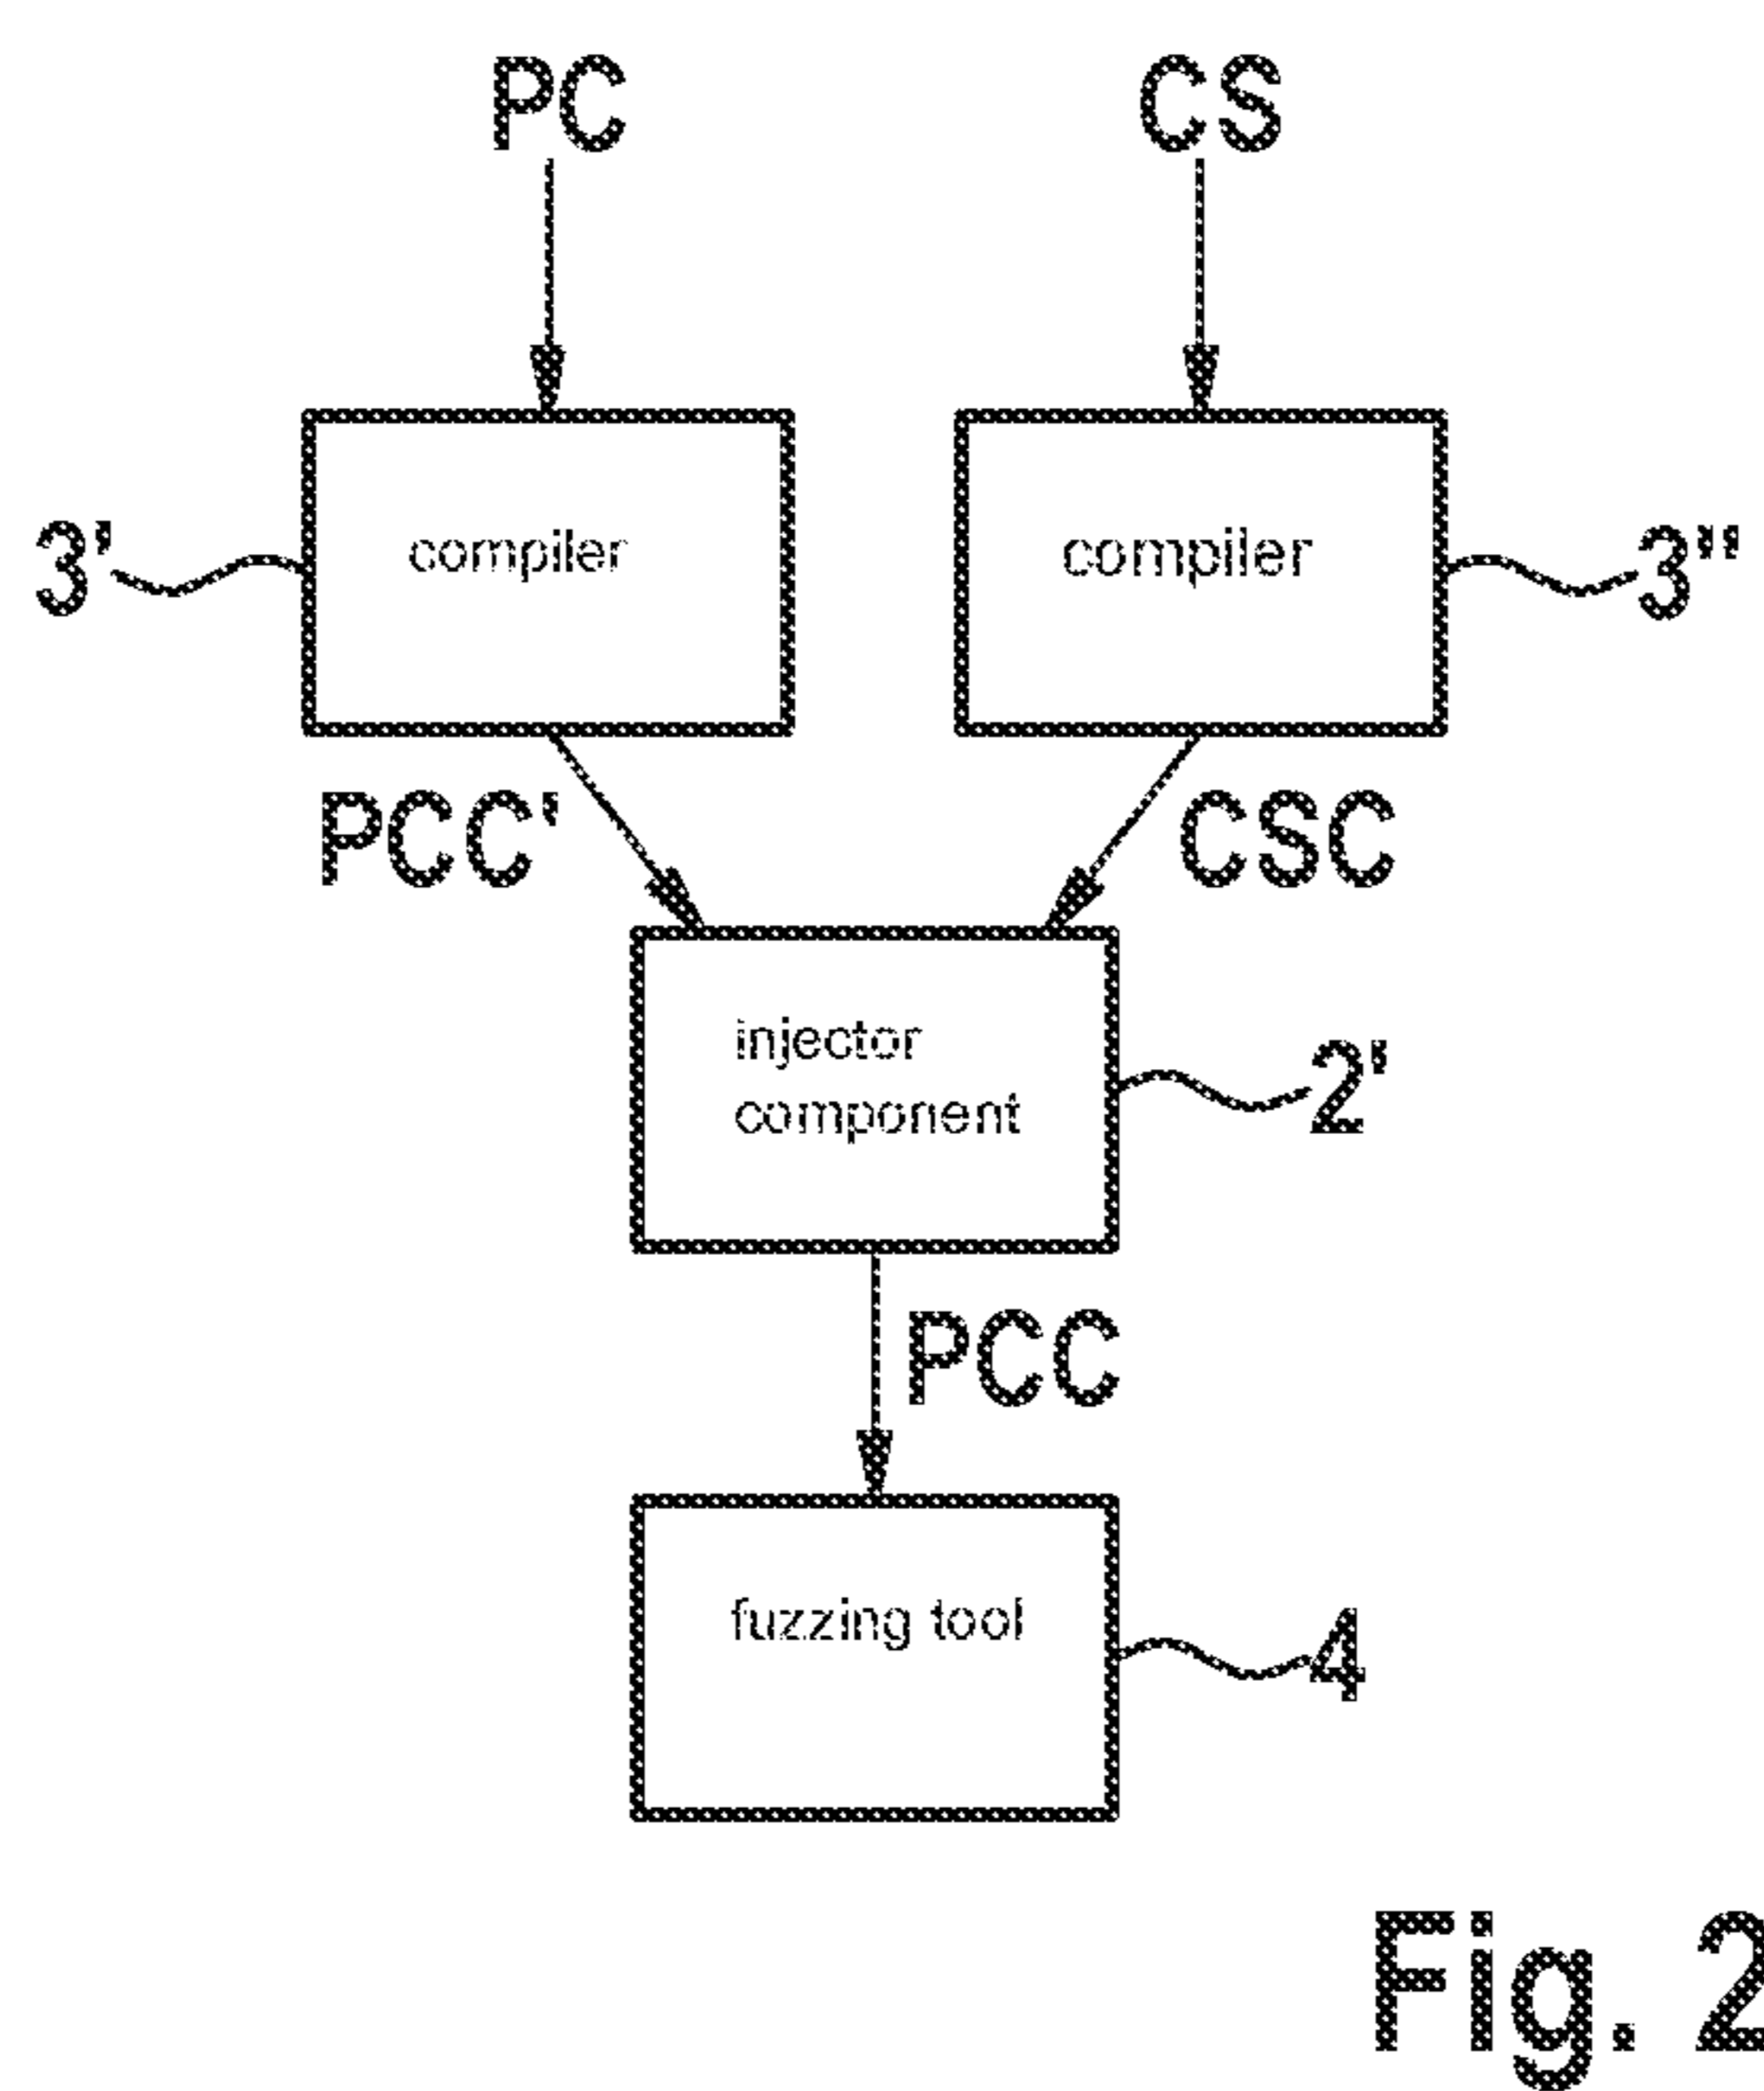 PC
CS
compiler
compiler
3'
3"
PCC'
CSC
injector
component
2'
PCC
fuzzing tool
4
Fig. 2